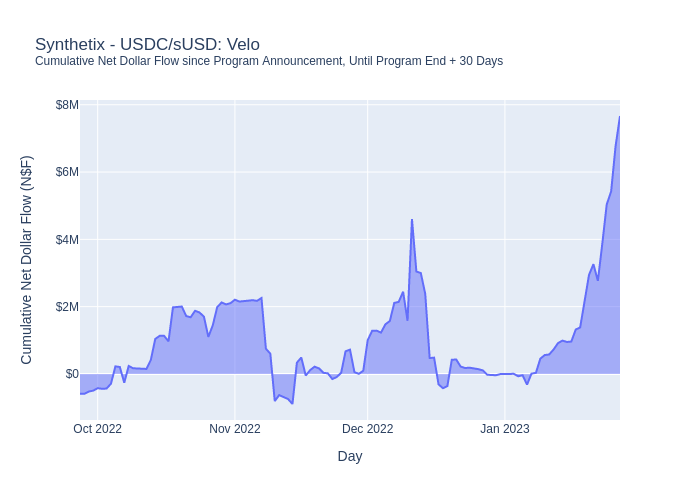 Synthetix - USDC/sUSD: Velo
Cumulative Net Dollar Flow since Program Announcement, Until Program End + 30 Days
Cumulative Net Dollar Flow (N$F)
$8M
$6M
$4M
$2M
$0
Oct 2022
Nov 2022
Dec 2022
Jan 2023
Day